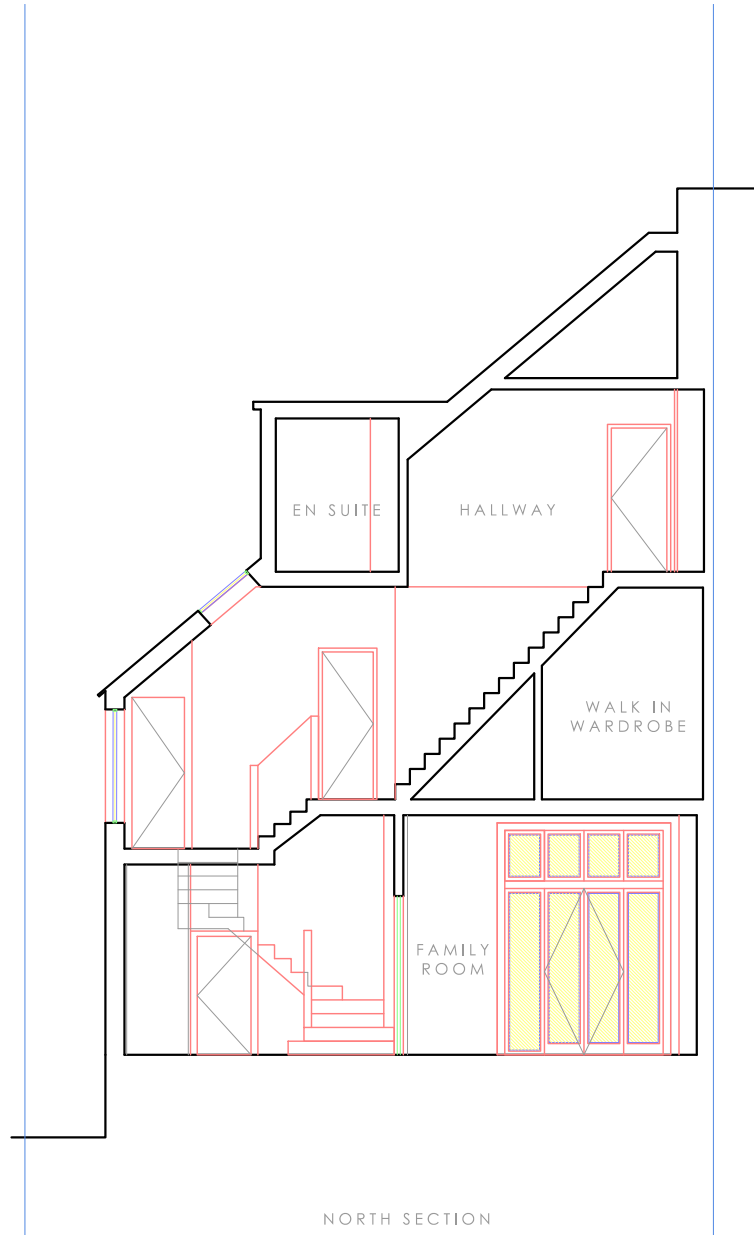 EN SUITE
HALLWAY
WALK IN
WARDROBE
FAMILY
ROOM
NORTH SECTION